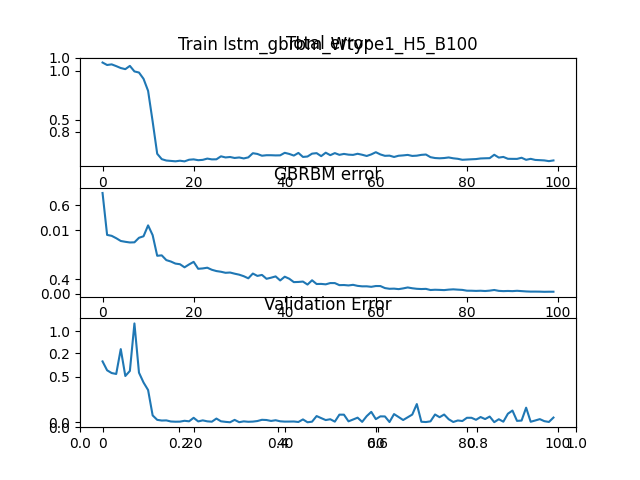 Train lstm_gbrbm_Wtype1_H5_B100
Total error
1.0
1.0
0.5
0.8
0 20 40 60 80 100
GBRBM error
0.6
0.01
0.4
0.00
0 20 40 60 80 100
Validation Error
1.0
0.2
0.5
0.0
0.0
0 20 40 60 80 100
0.0 0.2 0.4 0.6 0.8 1.0